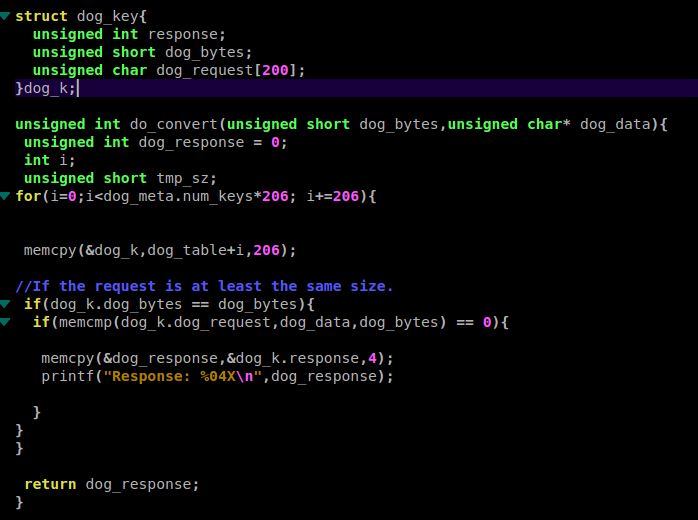 struct dog_key{
  unsigned int response;
  unsigned short dog_bytes;
  unsigned char dog_request[200];
}dog_k;
unsigned int do_convert(unsigned short dog_bytes,unsigned char* dog_data){
 unsigned int dog_response = 0;
 int i;
 unsigned short tmp_sz;
for(i=0;i<dog_meta.num_keys*206; i+=206){
 memcpy(&dog_k,dog_table+i,206);
//If the request is at least the same size.
 if(dog_k.dog_bytes == dog_bytes){
  if(memcmp(dog_k.dog_request,dog_data,dog_bytes) == 0){
   memcpy(&dog_response,&dog_k.response,4);
   printf("Response: %04X\n",dog_response);
  }
}
}
 return dog_response;
}